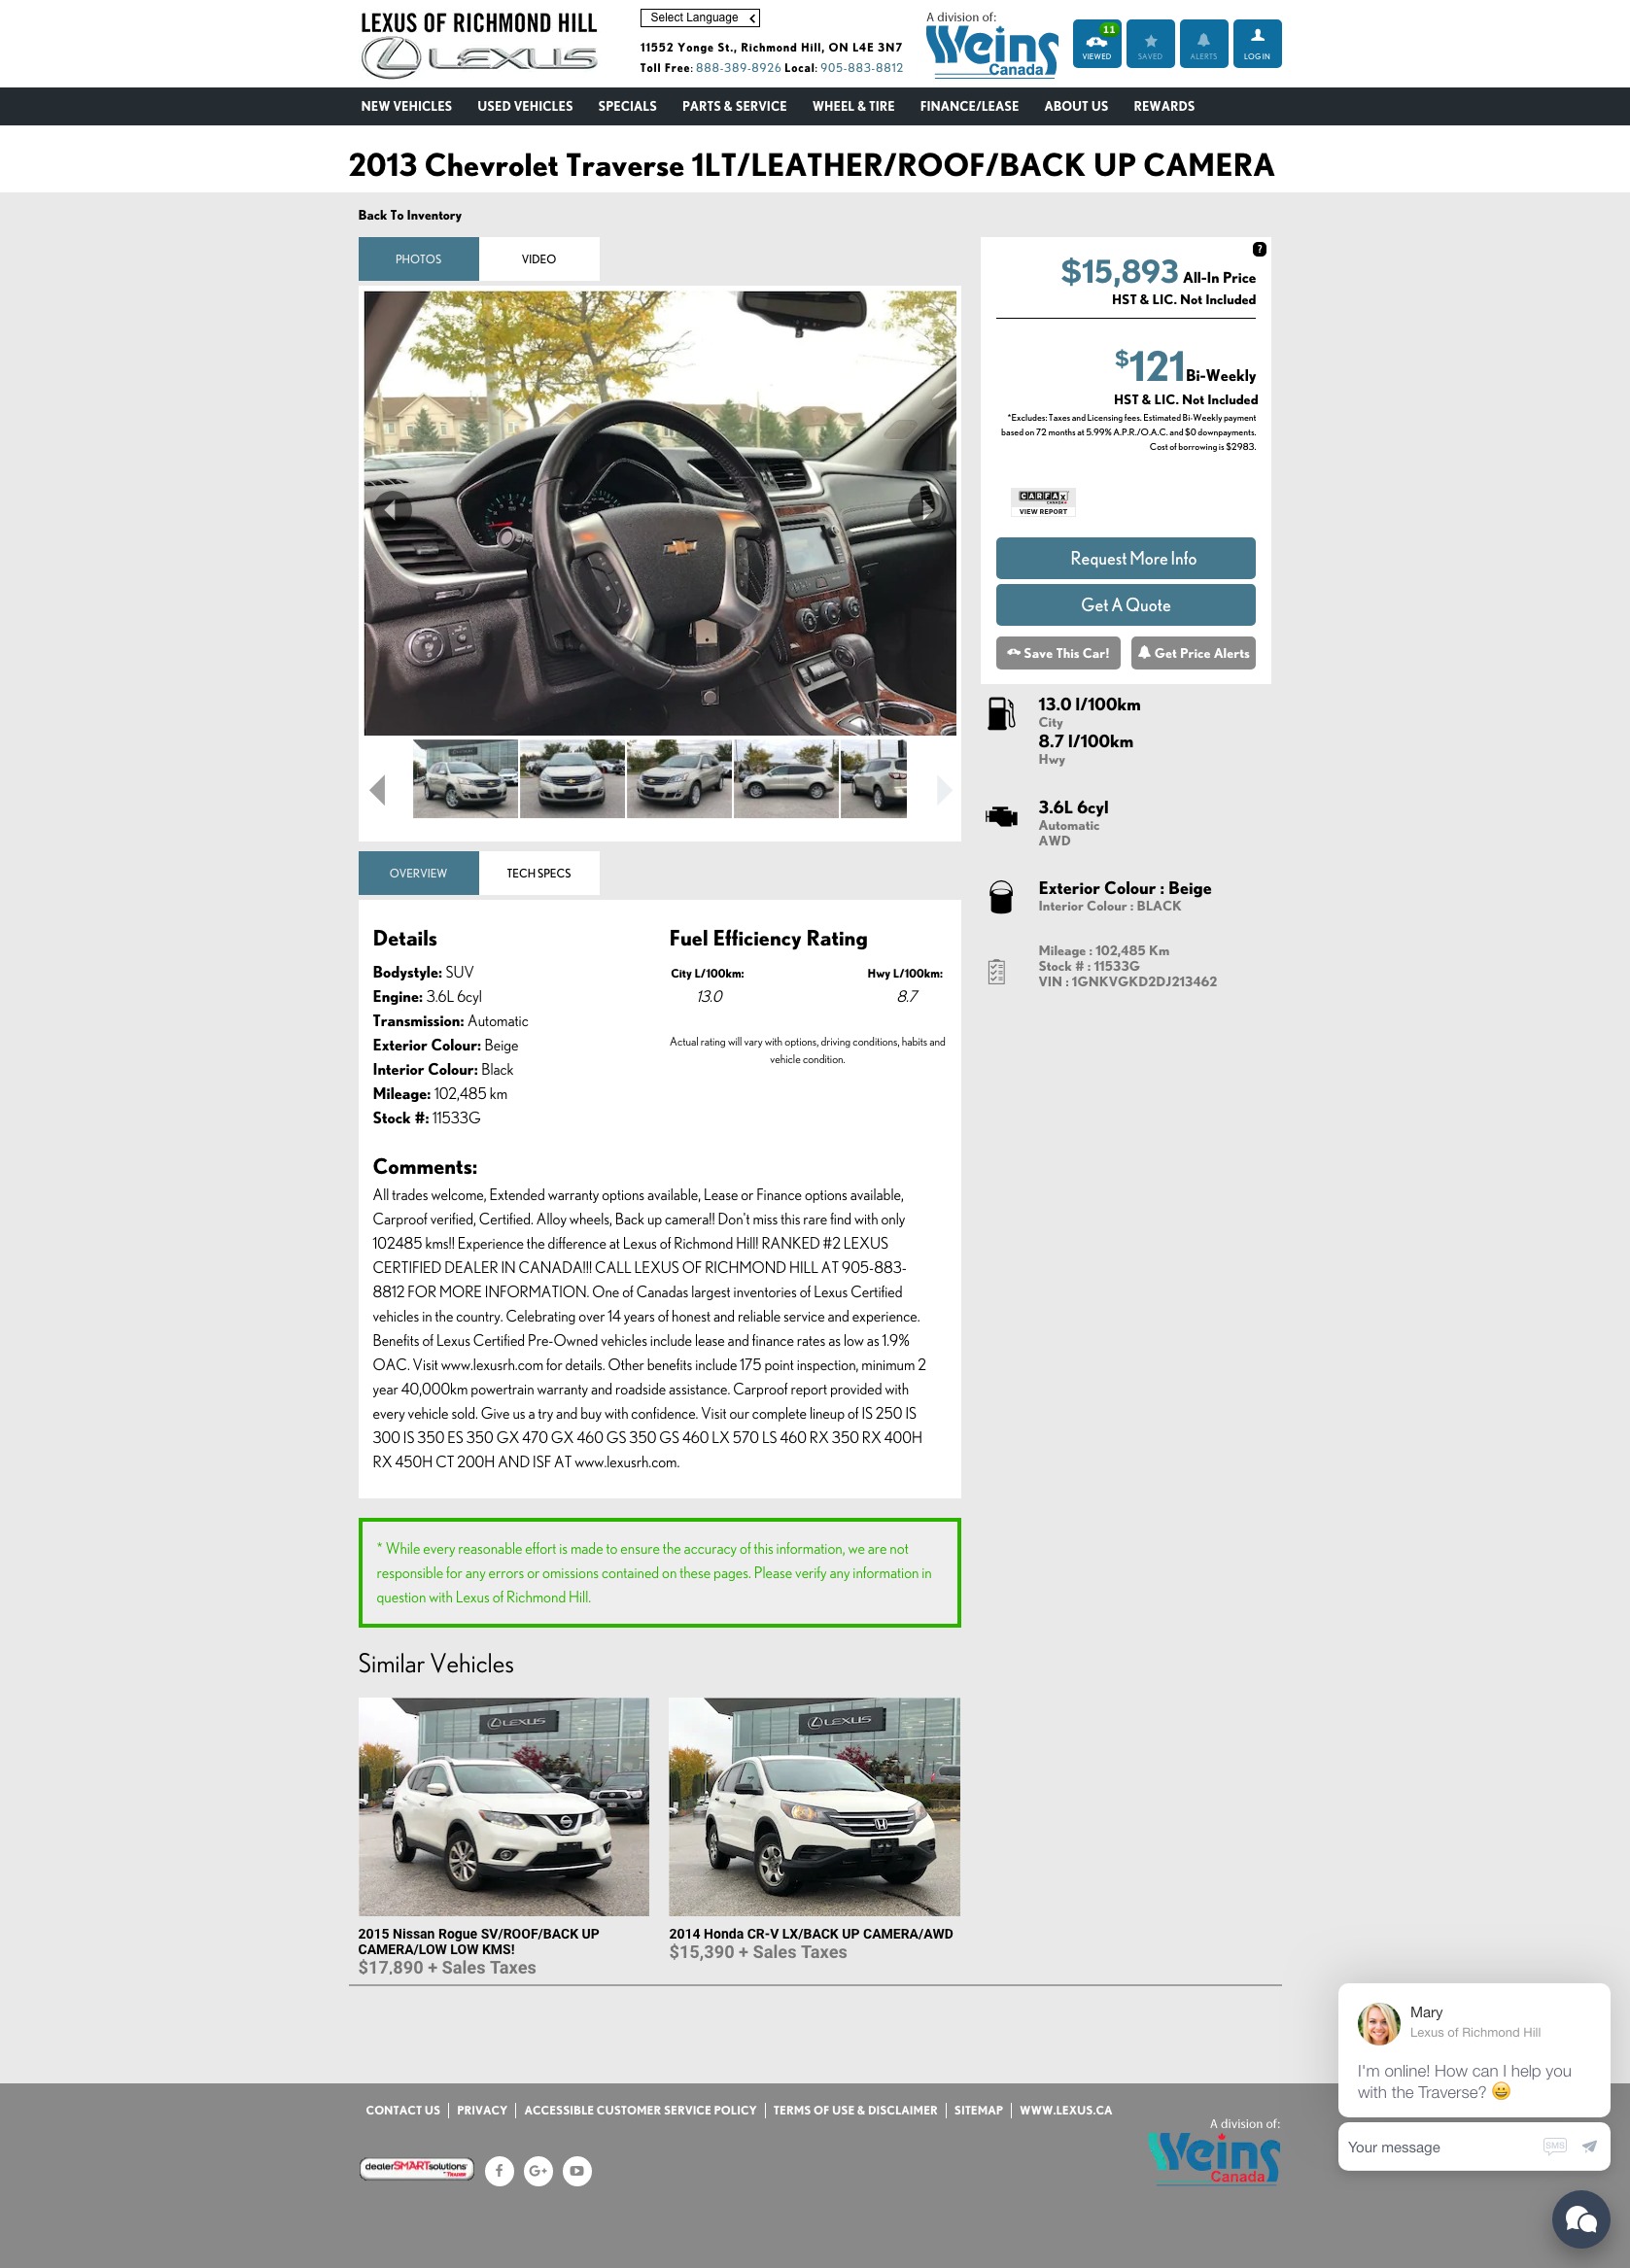 LEXUS OF RICHMOND HILL
LEXUS
Select Language
11552 Yonge St., Richmond Hill, ON L4E 3N7
Toll Free: 888-389-8926 Local: 905-883-8812
A division of:
Weins
Canada
11
VIEWED
SAVED
ALERTS
LOGIN
NEW VEHICLES USED VEHICLES SPECIALS PARTS & SERVICE WHEEL & TIRE FINANCE/LEASE ABOUT US REWARDS
2013 Chevrolet Traverse 1LT/LEATHER/ROOF/BACK UP CAMERA
Back To Inventory
PHOTOS VIDEO
?
$15,893 All-In Price
HST & LIC. Not Included
$121 Bi-Weekly
HST & LIC. Not Included
*Excludes: Taxes and Licensing fees. Estimated Bi-Weekly payment
based on 72 months at 5.99% A.P.R./O.A.C. and $0 downpayments.
Cost of borrowing is $2983.
CARFAX
CANADA
VIEW REPORT
Request More Info
Get A Quote
Save This Car! Get Price Alerts
13.0 l/100km
City
8.7 l/100km
Hwy
3.6L 6cyl
Automatic
AWD
Exterior Colour : Beige
Interior Colour : BLACK
Mileage : 102,485 Km
Stock # : 11533G
VIN : 1GNKVGKD2DJ213462
OVERVIEW TECH SPECS
Details
Bodystyle: SUV
Engine: 3.6L 6cyl
Transmission: Automatic
Exterior Colour: Beige
Interior Colour: Black
Mileage: 102,485 km
Stock #: 11533G
Fuel Efficiency Rating
City L/100km: Hwy L/100km:
13.0 8.7
Actual rating will vary with options, driving conditions, habits and
vehicle condition.
Comments:
All trades welcome, Extended warranty options available, Lease or Finance options available,
Carproof verified, Certified. Alloy wheels, Back up camera!! Don't miss this rare find with only
102485 kms!! Experience the difference at Lexus of Richmond Hill! RANKED #2 LEXUS
CERTIFIED DEALER IN CANADA!!! CALL LEXUS OF RICHMOND HILL AT 905-883-
8812 FOR MORE INFORMATION. One of Canadas largest inventories of Lexus Certified
vehicles in the country. Celebrating over 14 years of honest and reliable service and experience.
Benefits of Lexus Certified Pre-Owned vehicles include lease and finance rates as low as 1.9%
OAC. Visit www.lexusrh.com for details. Other benefits include 175 point inspection, minimum 2
year 40,000km powertrain warranty and roadside assistance. Carproof report provided with
every vehicle sold. Give us a try and buy with confidence. Visit our complete lineup of IS 250 IS
300 IS 350 ES 350 GX 470 GX 460 GS 350 GS 460 LX 570 LS 460 RX 350 RX 400H
RX 450H CT 200H AND ISF AT www.lexusrh.com.
* While every reasonable effort is made to ensure the accuracy of this information, we are not
responsible for any errors or omissions contained on these pages. Please verify any information in
question with Lexus of Richmond Hill.
Similar Vehicles
LEXUS
LEXUS
2015 Nissan Rogue SV/ROOF/BACK UP
CAMERA/LOW LOW KMS!
$17,890 + Sales Taxes
2014 Honda CR-V LX/BACK UP CAMERA/AWD
$15,390 + Sales Taxes
Mary
Lexus of Richmond Hill
I'm online! How can I help you
with the Traverse? 😀
Your message
SMS
CONTACT US PRIVACY ACCESSIBLE CUSTOMER SERVICE POLICY TERMS OF USE & DISCLAIMER SITEMAP WWW.LEXUS.CA
A division of:
Weins
Canada
dealerSMARTsolutions